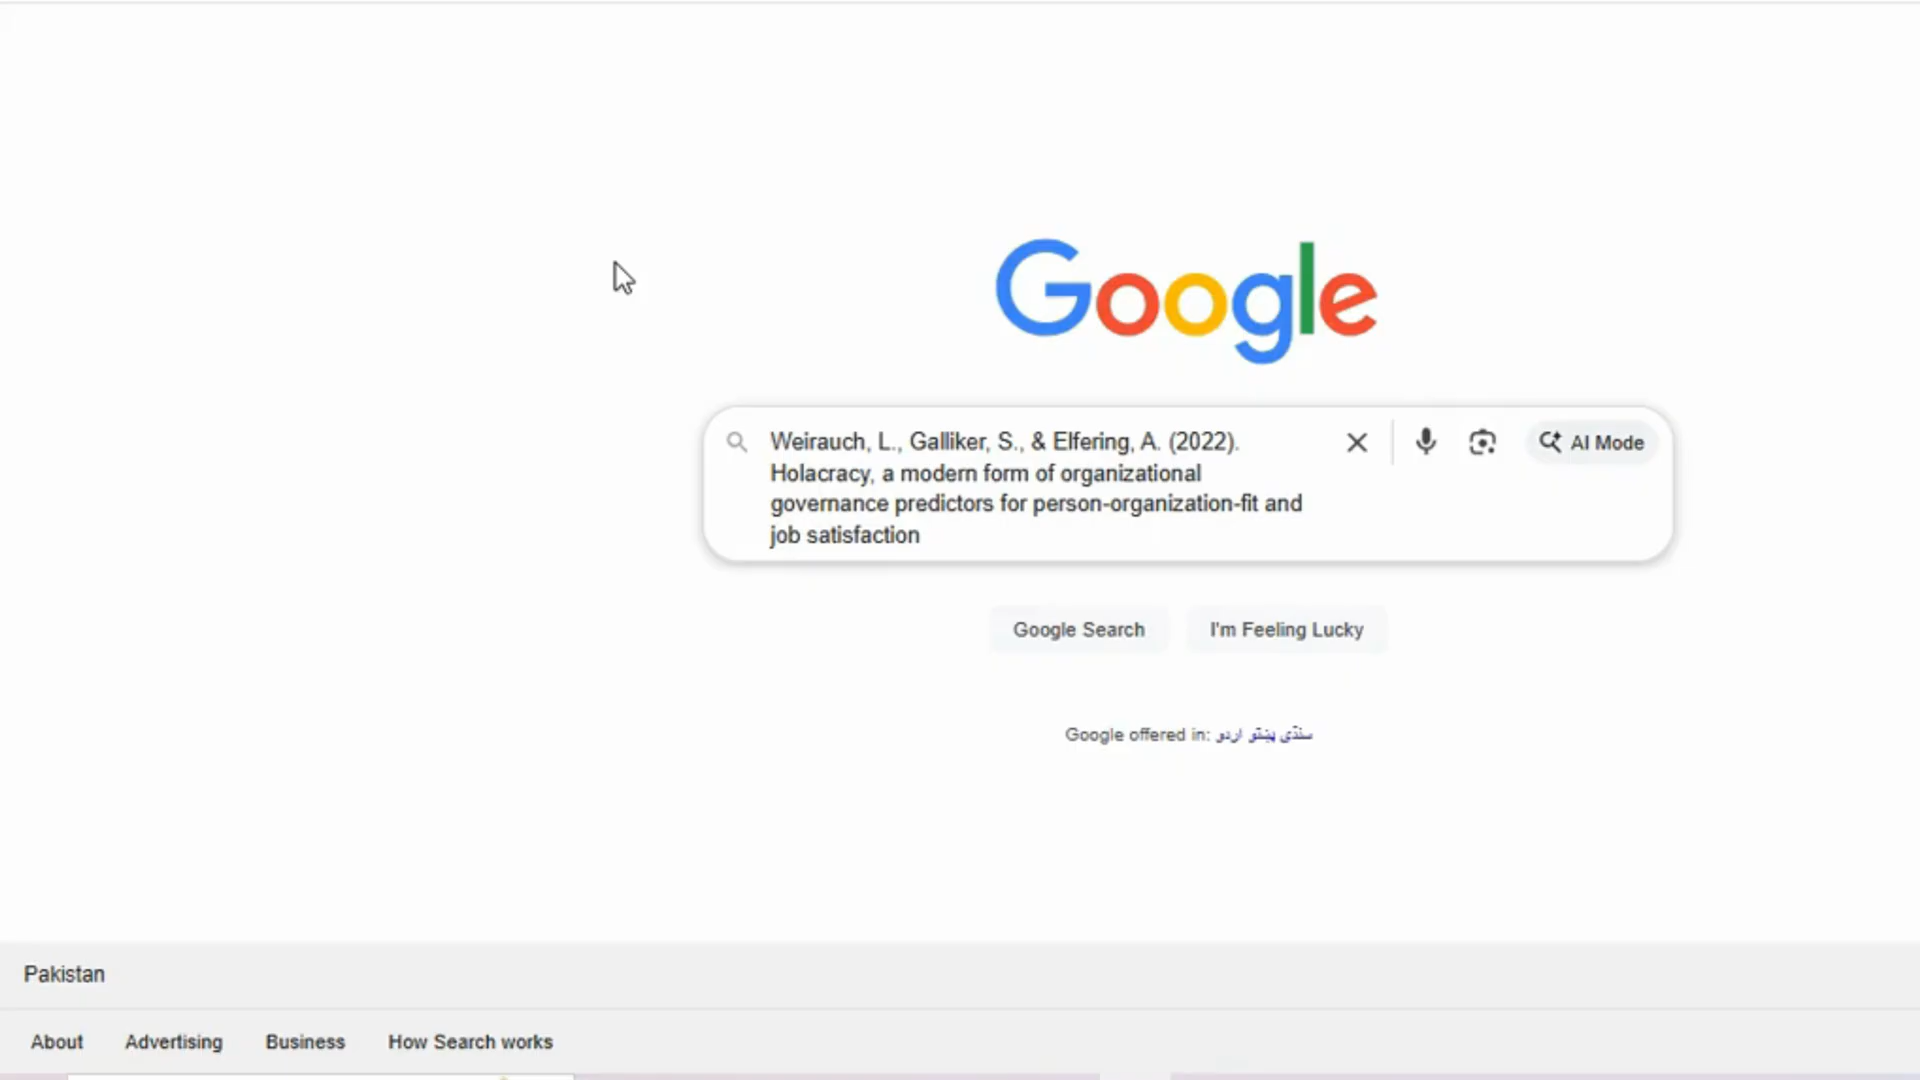 Google
Weirauch, L., Galliker, S., & Elfering, A. (2022).
Holacracy, a modern form of organizational
governance predictors for person-organization-fit and
job satisfaction
AI Mode
Google Search
I'm Feeling Lucky
Google offered in: اردو پښتو سنڌي
Pakistan
About Advertising Business How Search works